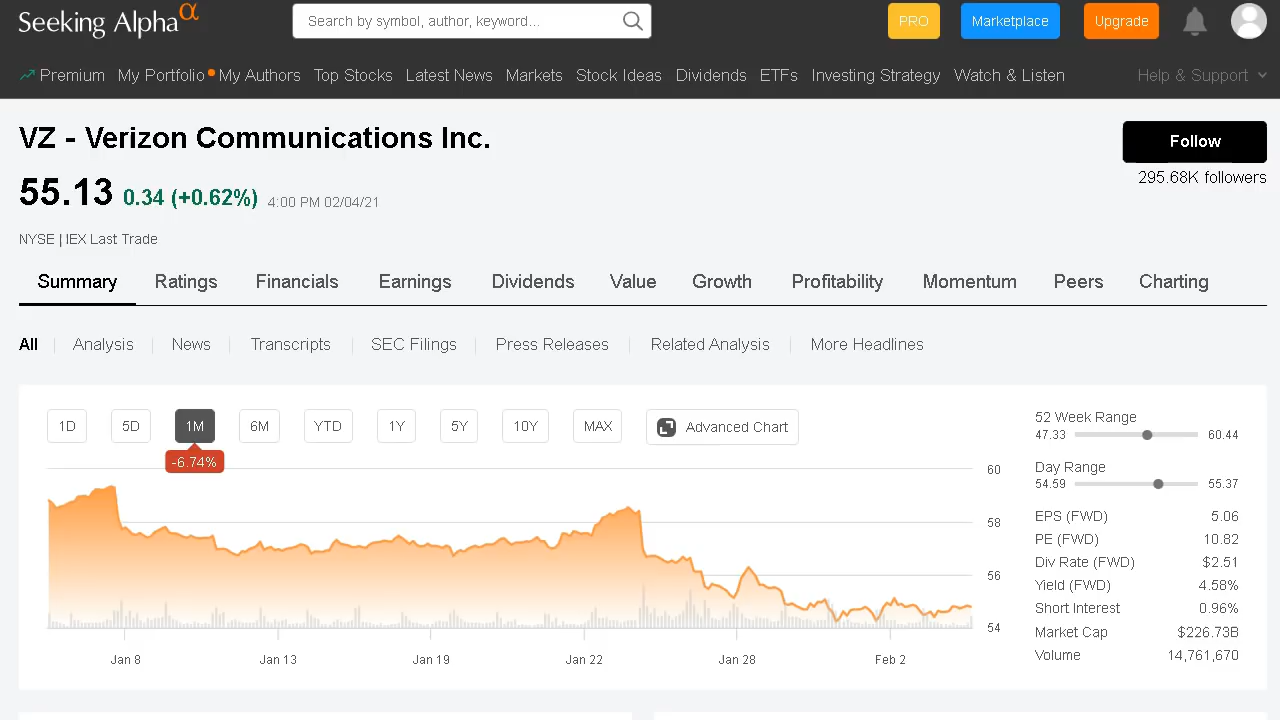 Seeking Alpha α
Search by symbol, author, keyword...
PRO
Marketplace
Upgrade
Premium My Portfolio My Authors Top Stocks Latest News Markets Stock Ideas Dividends ETFs Investing Strategy Watch & Listen Help & Support
VZ - Verizon Communications Inc.
Follow
55.13 0.34 (+0.62%) 4:00 PM 02/04/21
295.68K followers
NYSE | IEX Last Trade
Summary Ratings Financials Earnings Dividends Value Growth Profitability Momentum Peers Charting
All Analysis News Transcripts SEC Filings Press Releases Related Analysis More Headlines
1D 5D 1M 6M YTD 1Y 5Y 10Y MAX Advanced Chart
-6.74%
60
58
56
54
Jan 8 Jan 13 Jan 19 Jan 22 Jan 28 Feb 2
52 Week Range
47.33 60.44
Day Range
54.59 55.37
EPS (FWD) 5.06
PE (FWD) 10.82
Div Rate (FWD) $2.51
Yield (FWD) 4.58%
Short Interest 0.96%
Market Cap $226.73B
Volume 14,761,670